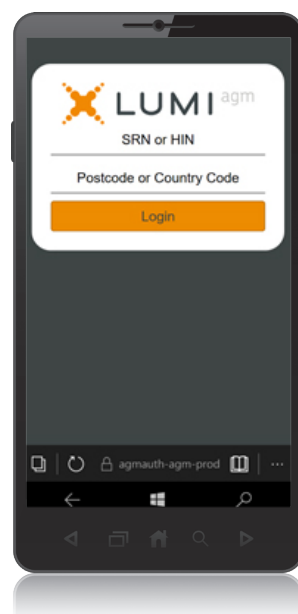 LUMI agm
SRN or HIN
Postcode or Country Code
Login
agmauth-agm-prod